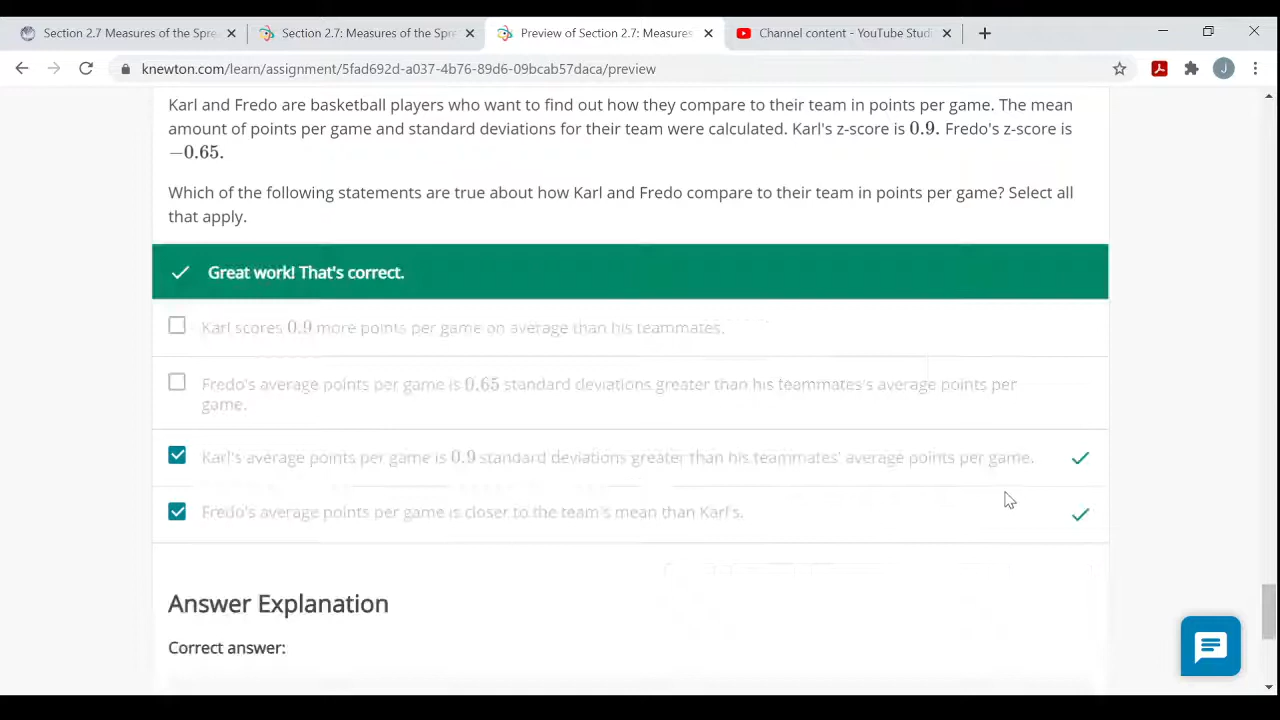 Section 2.7 Measures of the Spre
Section 2.7: Measures of the Spre
Preview of Section 2.7: Measures
Channel content - YouTube Studi
knewton.com/learn/assignment/5fad692d-a037-4b76-89d6-09bcab57daca/preview
J
Karl and Fredo are basketball players who want to find out how they compare to their team in points per game. The mean
amount of points per game and standard deviations for their team were calculated. Karl's z-score is 0.9. Fredo's z-score is
−0.65.
Which of the following statements are true about how Karl and Fredo compare to their team in points per game? Select all
that apply.
Great work! That's correct.
Karl scores 0.9 more points per game on average than his teammates.
Fredo's average points per game is 0.65 standard deviations greater than his teammates's average points per
game.
Karl's average points per game is 0.9 standard deviations greater than his teammates' average points per game.
Fredo's average points per game is closer to the team's mean than Karl's.
Answer Explanation
Correct answer: